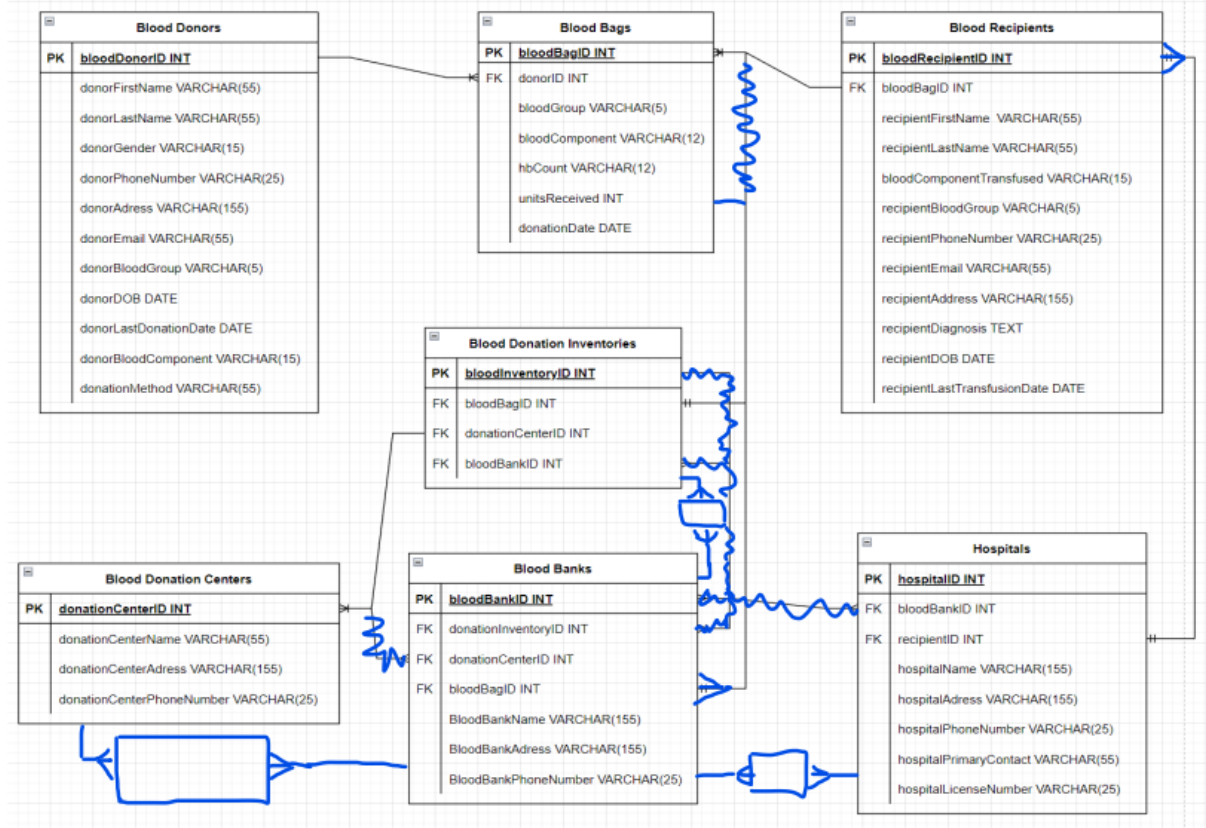 Blood Donors
PK bloodDonorID INT
donorFirstName VARCHAR(55)
donorLastName VARCHAR(55)
donorGender VARCHAR(15)
donorPhoneNumber VARCHAR(25)
donorAdress VARCHAR(155)
donorEmail VARCHAR(55)
donorBloodGroup VARCHAR(5)
donorDOB DATE
donorLastDonationDate DATE
donorBloodComponent VARCHAR(15)
donationMethod VARCHAR(55)
Blood Bags
PK bloodBagID INT
FK donorID INT
bloodGroup VARCHAR(5)
bloodComponent VARCHAR(12)
hbCount VARCHAR(12)
unitsReceived INT
donationDate DATE
Blood Recipients
PK bloodRecipientID INT
FK bloodBagID INT
recipientFirstName VARCHAR(55)
recipientLastName VARCHAR(55)
bloodComponentTransfused VARCHAR(15)
recipientBloodGroup VARCHAR(5)
recipientPhoneNumber VARCHAR(25)
recipientEmail VARCHAR(55)
recipientAddress VARCHAR(155)
recipientDiagnosis TEXT
recipientDOB DATE
recipientLastTransfusionDate DATE
Blood Donation Inventories
PK bloodInventoryID INT
FK bloodBagID INT
FK donationCenterID INT
FK bloodBankID INT
Blood Donation Centers
PK donationCenterID INT
donationCenterName VARCHAR(55)
donationCenterAdress VARCHAR(155)
donationCenterPhoneNumber VARCHAR(25)
Blood Banks
PK bloodBankID INT
FK donationInventoryID INT
FK donationCenterID INT
FK bloodBagID INT
BloodBankName VARCHAR(155)
BloodBankAdress VARCHAR(155)
BloodBankPhoneNumber VARCHAR(25)
Hospitals
PK hospitalID INT
FK bloodBankID INT
FK recipientID INT
hospitalName VARCHAR(155)
hospitalAdress VARCHAR(155)
hospitalPhoneNumber VARCHAR(25)
hospitalPrimaryContact VARCHAR(55)
hospitalLicenseNumber VARCHAR(25)